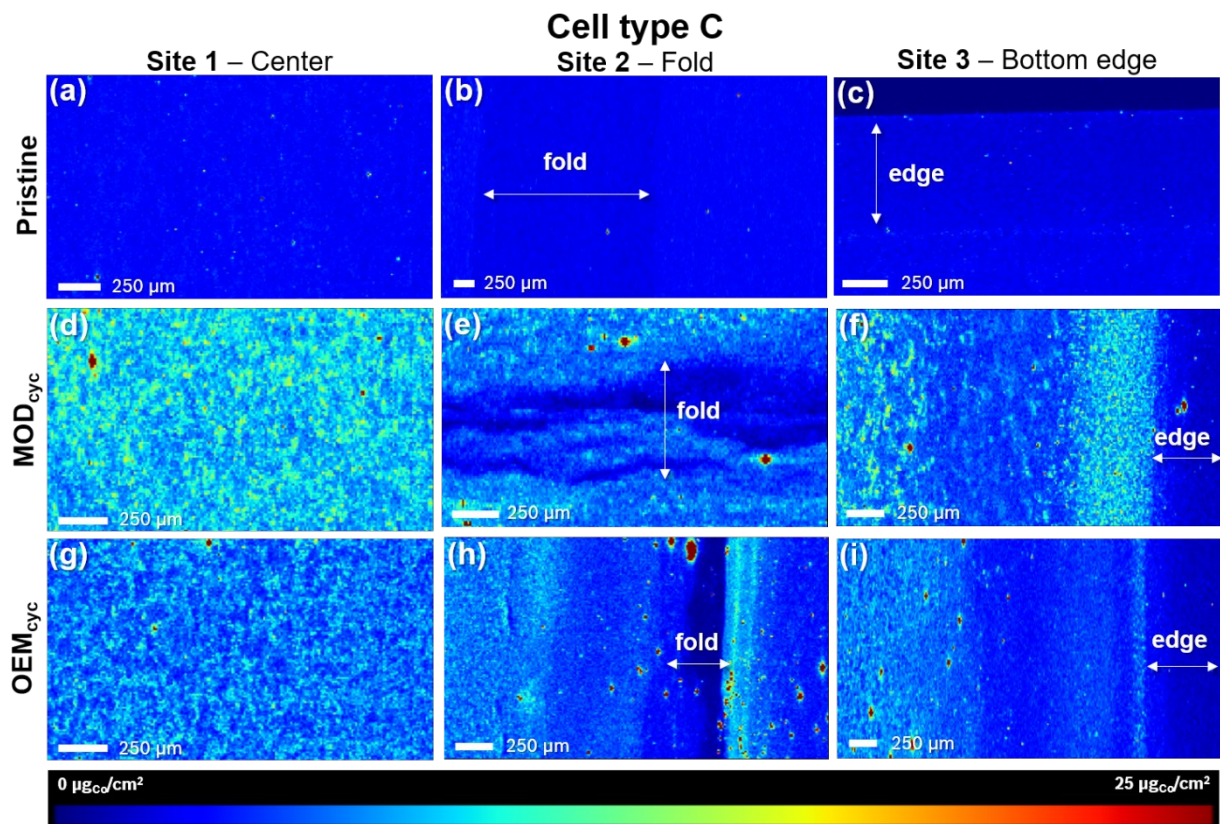 Cell type C
Site 1 – Center
Site 2 – Fold
Site 3 – Bottom edge
Pristine
(a)
250 µm
(b)
fold
250 µm
(c)
edge
250 µm
MODcyc
(d)
250 µm
(e)
fold
250 µm
(f)
edge
250 µm
OEMcyc
(g)
250 µm
(h)
fold
250 µm
(i)
edge
250 µm
0 µgCo/cm²
25 µgCo/cm²